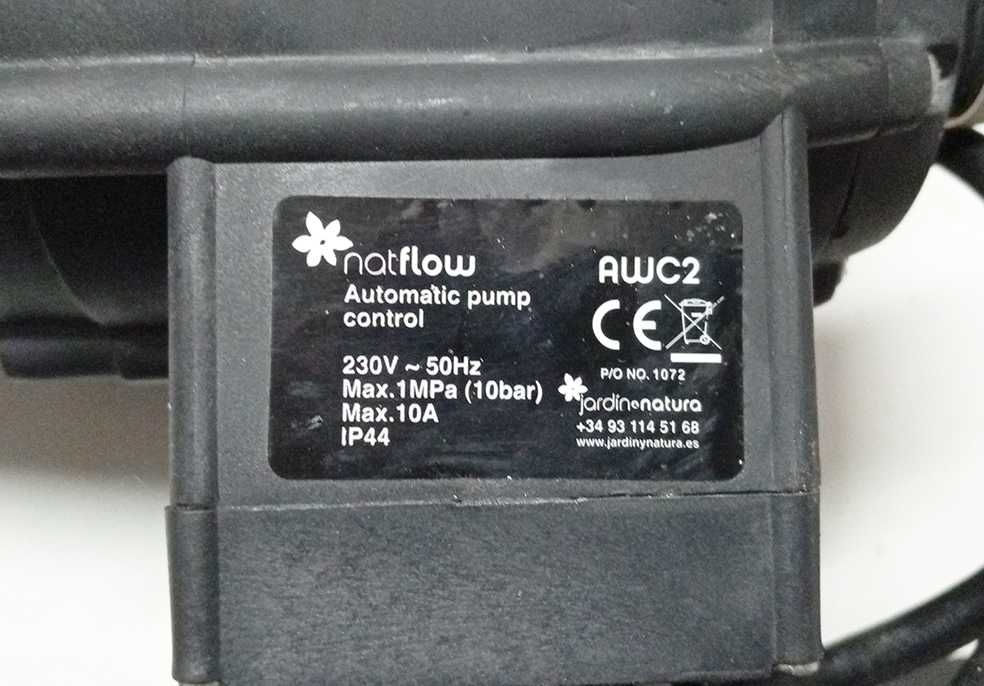 natflow
Automatic pump
control
230V ~ 50Hz
Max.1MPa (10bar)
Max.10A
IP44
AWC2
CE
P/O NO. 1072
jardin natura
+34 93 114 51 68
www.jardinynatura.es